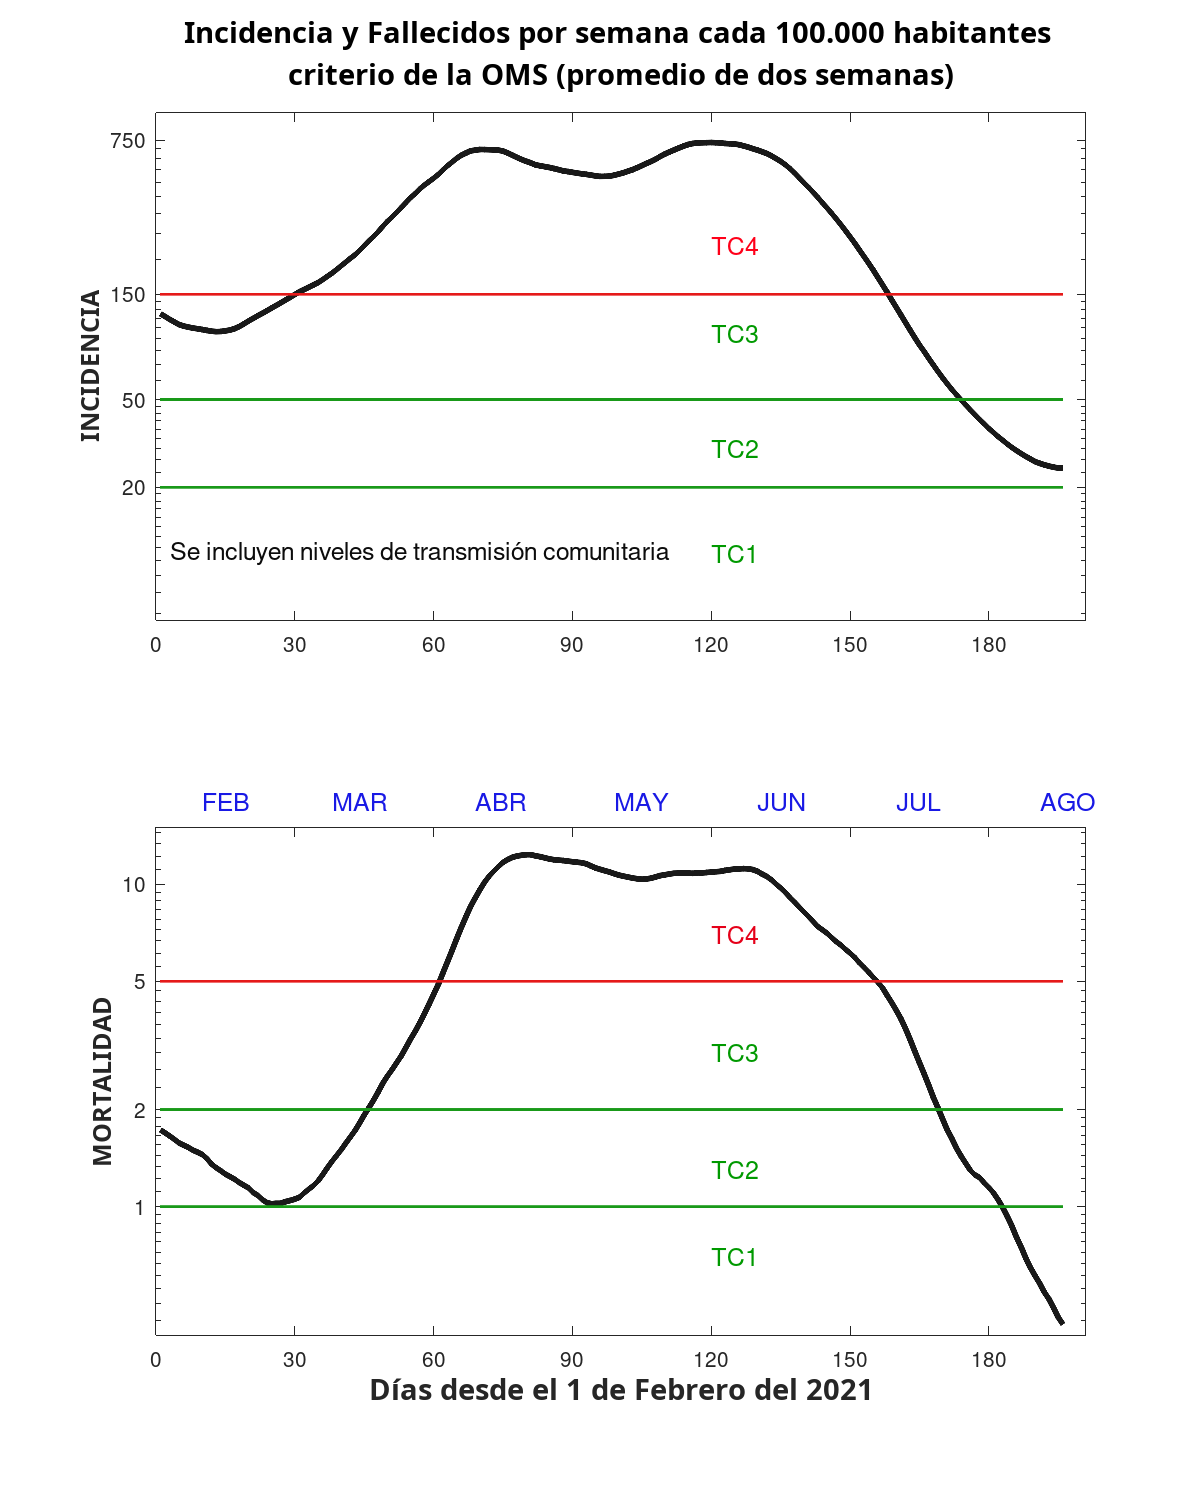 Incidencia y Fallecidos por semana cada 100.000 habitantes
criterio de la OMS (promedio de dos semanas)
INCIDENCIA
750
150
50
20
TC4
TC3
TC2
Se incluyen niveles de transmisión comunitaria TC1
0 30 60 90 120 150 180
FEB MAR ABR MAY JUN JUL AGO
MORTALIDAD
10
5
2
1
TC4
TC3
TC2
TC1
0 30 60 90 120 150 180
Días desde el 1 de Febrero del 2021